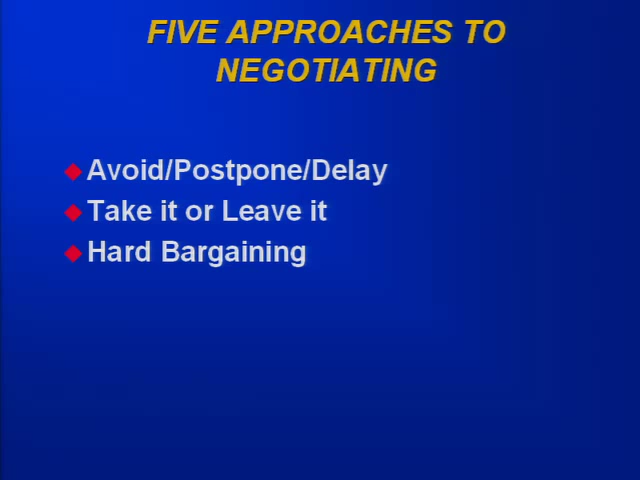 FIVE APPROACHES TO
NEGOTIATING
Avoid/Postpone/Delay
Take it or Leave it
Hard Bargaining